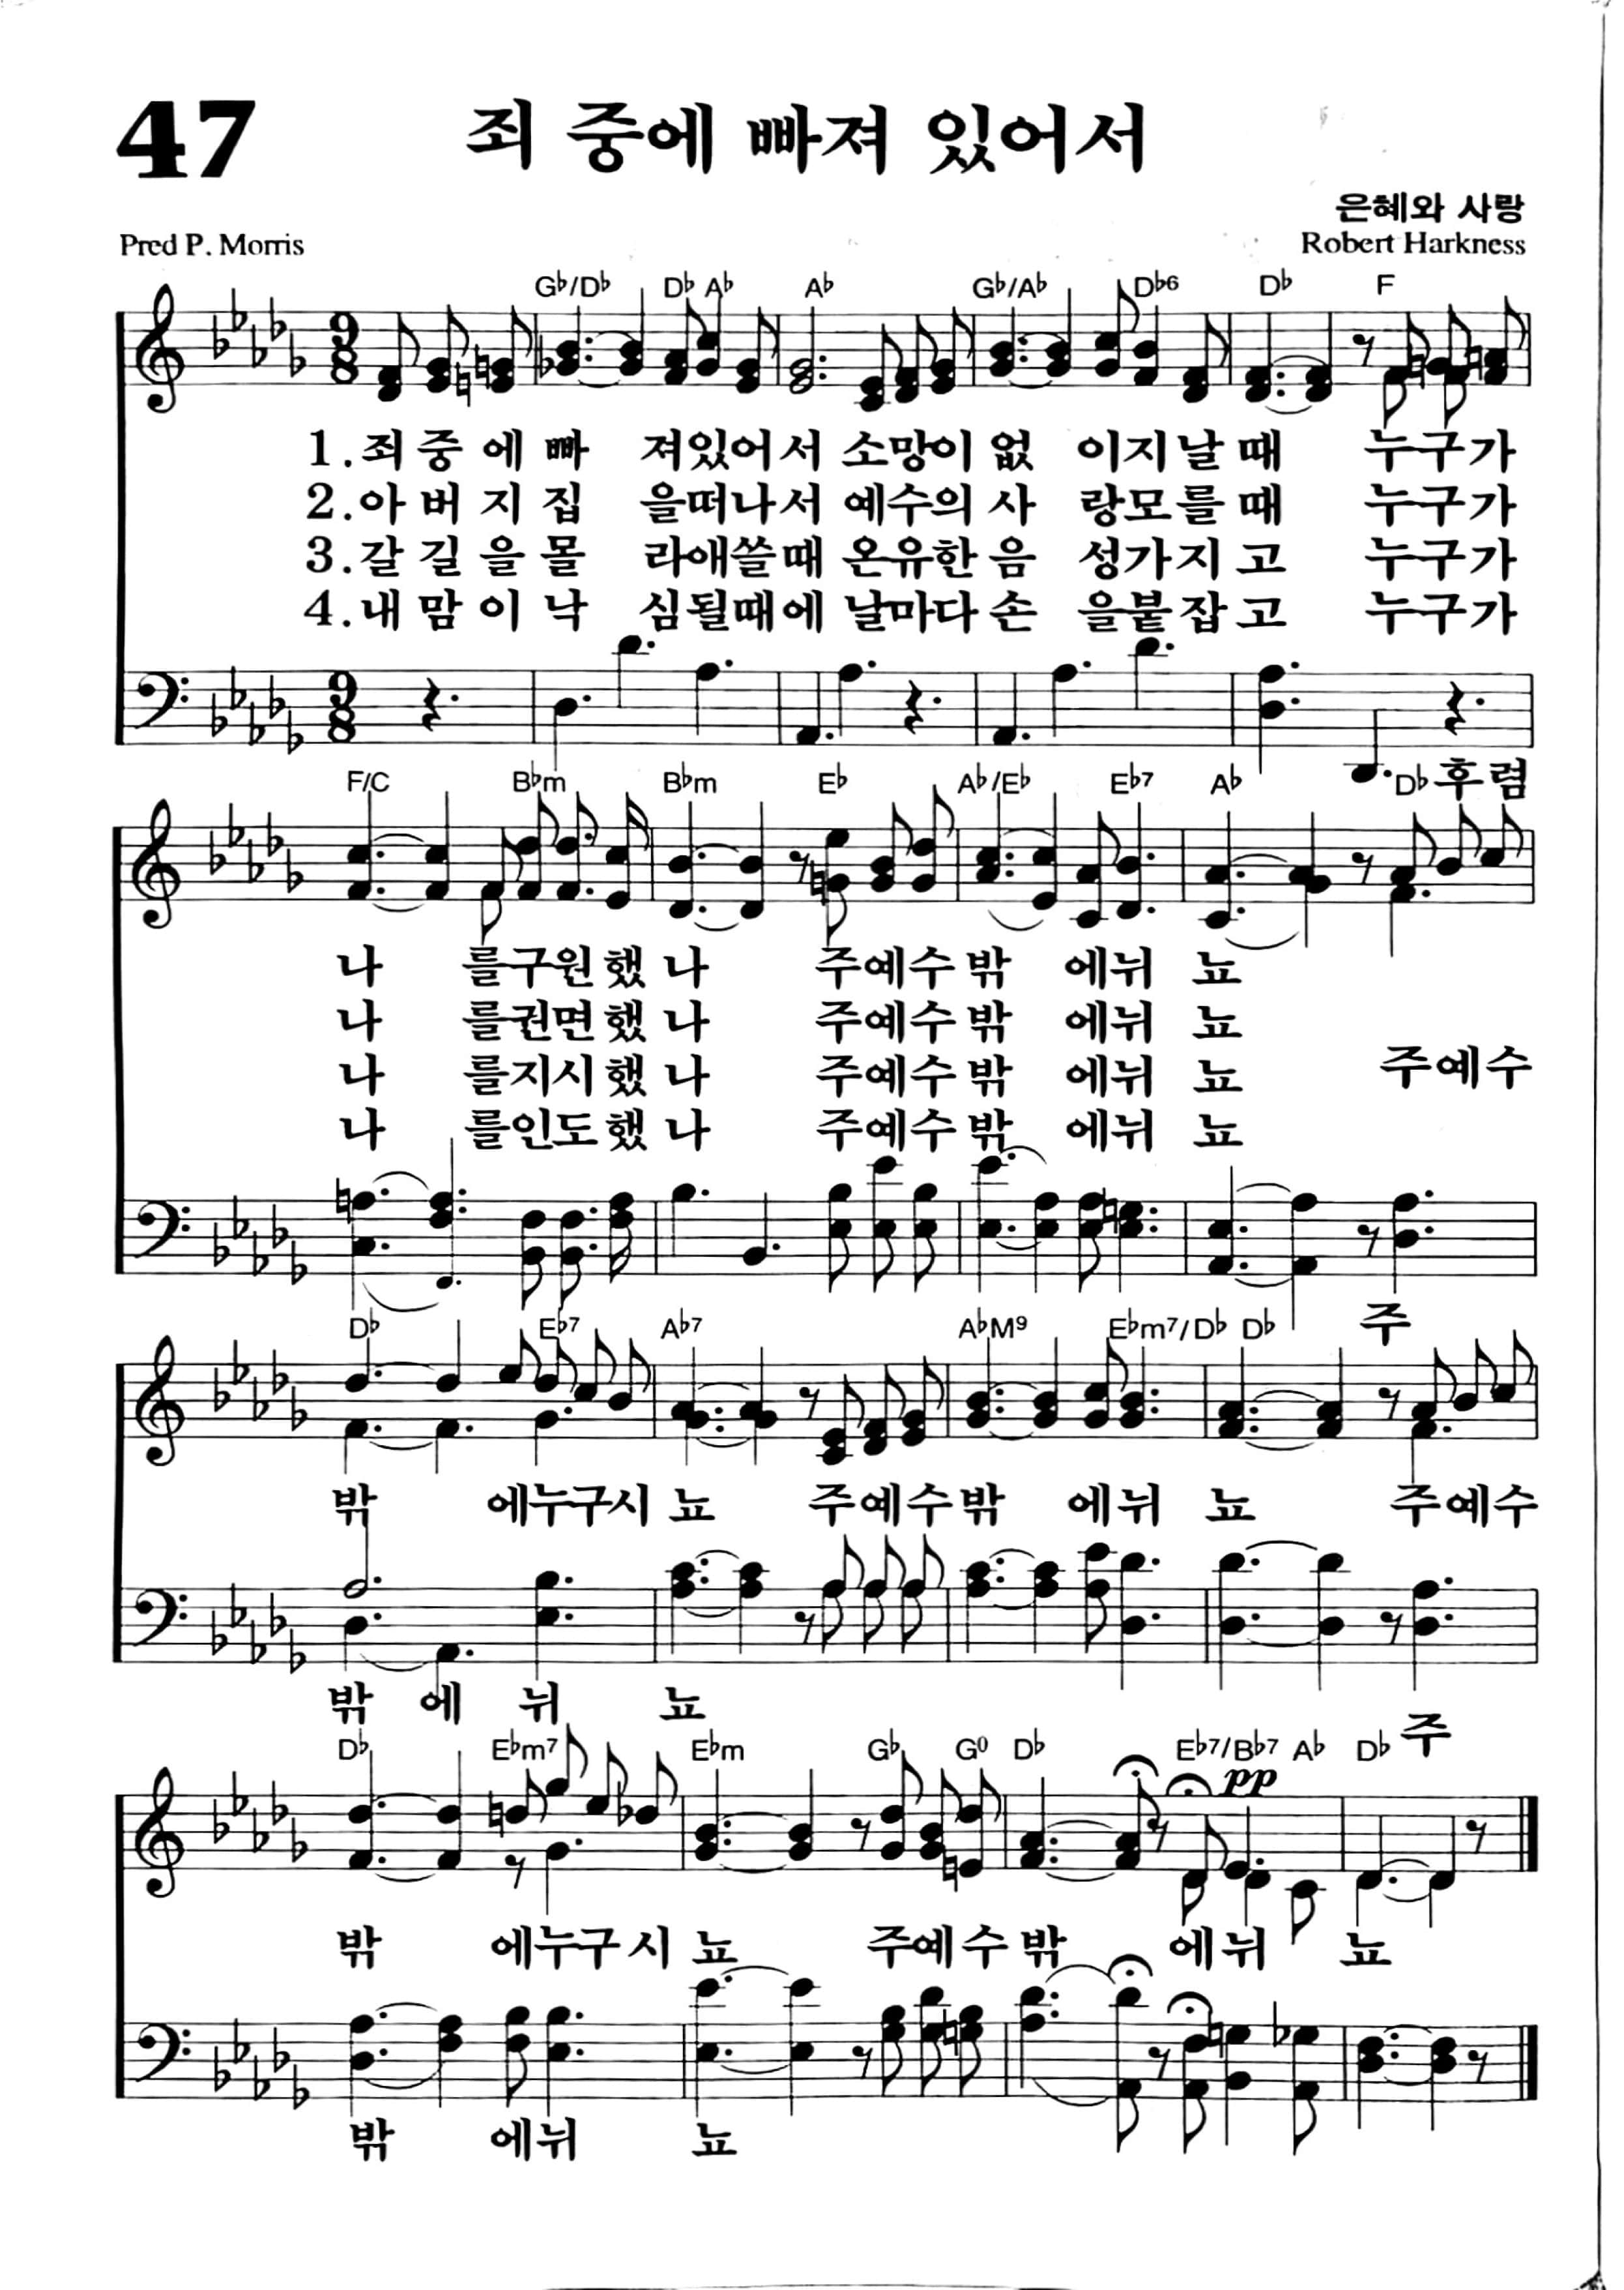 47 죄 중에 빠져 있어서
은혜와 사랑
Pred P. Morris Robert Harkness
G♭/D♭ D♭ A♭ A♭ G♭/A♭ D♭6 D♭ F
9 8
1.죄 중 에 빠 져있어서 소망이 없 이지날 때 누구가
2.아 버 지 집 을떠나서 예수의 사 랑모를 때 누구가
3.갈 길 을 몰 라애쓸때 온유한 음 성가지 고 누구가
4.내 맘 이 낙 심될때에 날마다 손 을붙잡 고 누구가
9 8
F/C B♭m B♭m E♭ A♭/E♭ E♭7 A♭ D♭ 후렴
나 를구원했 나 주예수 밖 에뉘 뇨
나 를권면했 나 주예수 밖 에뉘 뇨
나 를지시했 나 주예수 밖 에뉘 뇨 주예수
나 를인도했 나 주예수 밖 에뉘 뇨
주
D♭ E♭7 A♭7 A♭M9 E♭m7/D♭ D♭
밖 에누구시 뇨 주예수 밖 에뉘 뇨 주예수
밖 에 뉘 뇨
주
D♭ E♭m7 E♭m G♭ G0 D♭ E♭7/B♭7 A♭ D♭
pp
밖 에누구시 뇨 주예수 밖 에뉘 뇨
밖 에뉘 뇨